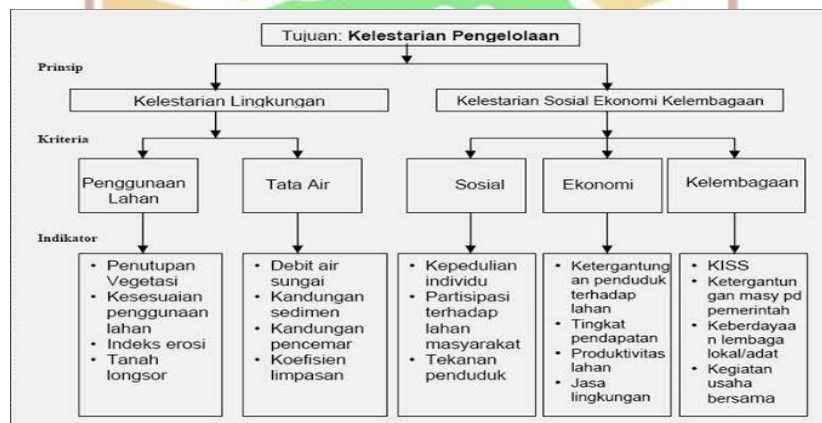 Tujuan: Kelestarian Pengelolaan
Prinsip
Kelestarian Lingkungan
Kelestarian Sosial Ekonomi Kelembagaan
Kriteria
Penggunaan
Lahan
Tata Air
Sosial
Ekonomi
Kelembagaan
Indikator
• Penutupan
Vegetasi
• Kesesuaian
penggunaan
lahan
• Indeks erosi
• Tanah
longsor
• Debit air
sungai
• Kandungan
sedimen
• Kandungan
pencemar
• Koefisien
limpasan
• Kepedulian
individu
• Partisipasi
terhadap
lahan
masyarakat
• Tekanan
penduduk
• Ketergantung
an penduduk
terhadap
lahan
• Tingkat
pendapatan
• Produktivitas
lahan
• Jasa
lingkungan
• KISS
• Ketergantun
gan masy pd
pemerintah
• Keberdayaa
n lembaga
lokal/adat
• Kegiatan
usaha
bersama